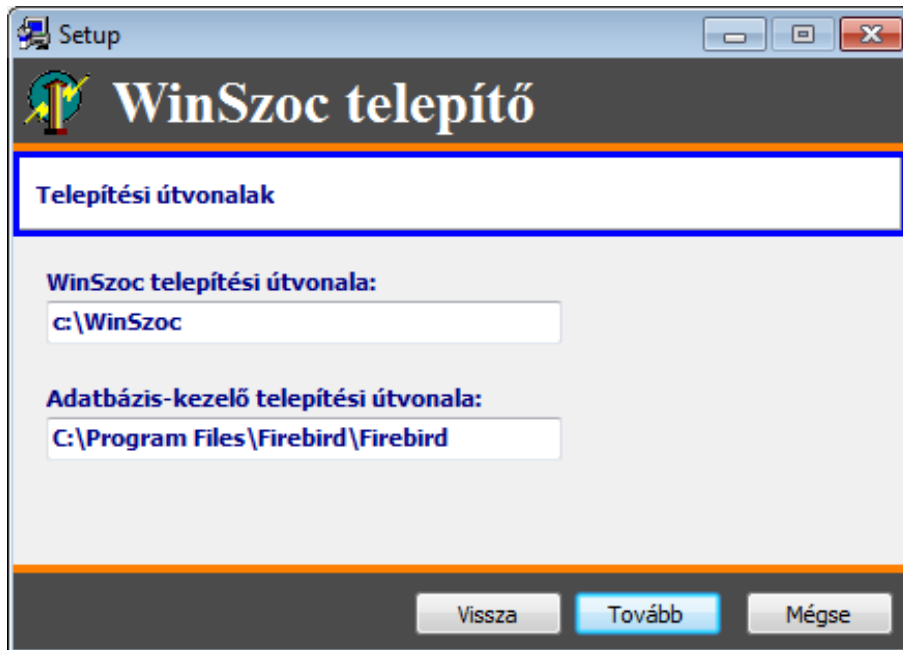 Setup
WinSzoc telepítő
Telepítési útvonalak
WinSzoc telepítési útvonala:
c:\WinSzoc
Adatbázis-kezelő telepítési útvonala:
C:\Program Files\Firebird\Firebird
Vissza Tovább Mégse